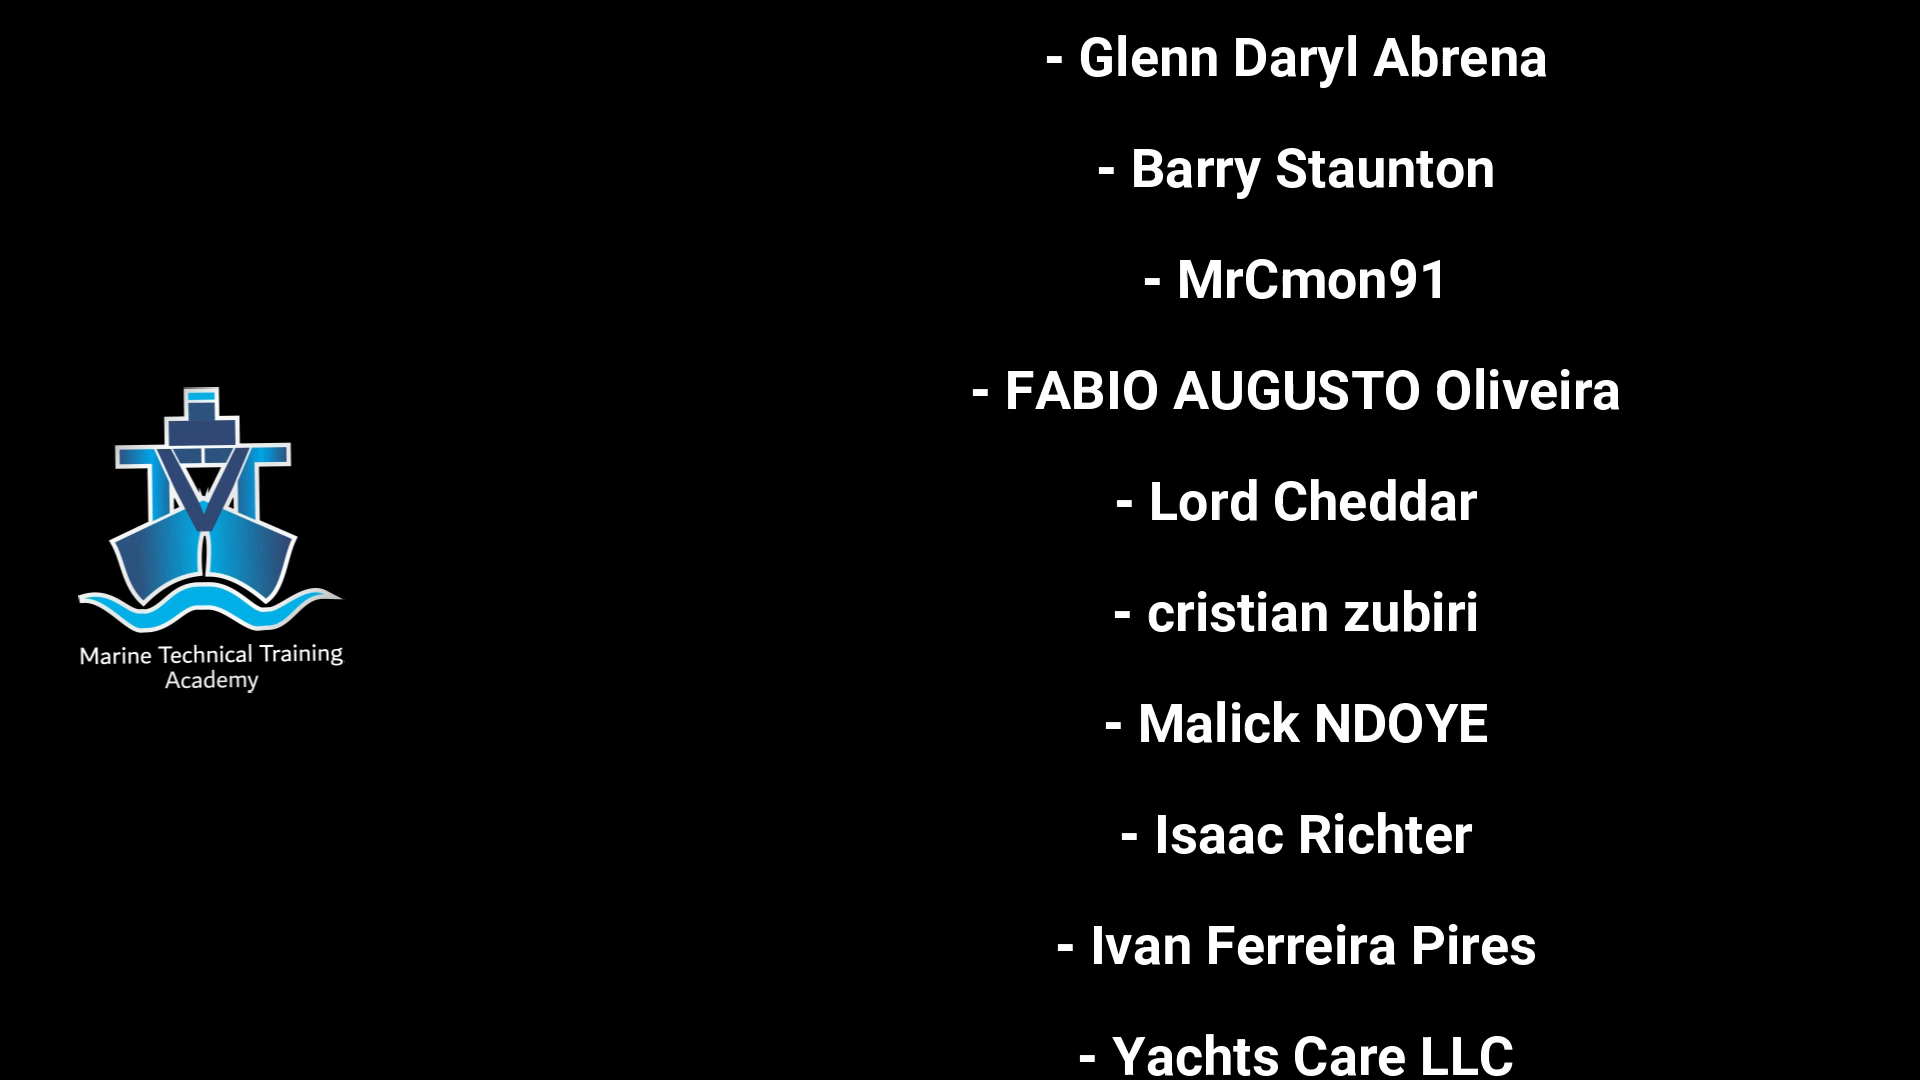 - Glenn Daryl Abrena
- Barry Staunton
- MrCmon91
- FABIO AUGUSTO Oliveira
- Lord Cheddar
- cristian zubiri
- Malick NDOYE
- Isaac Richter
- Ivan Ferreira Pires
- Yachts Care LLC
Marine Technical Training
Academy